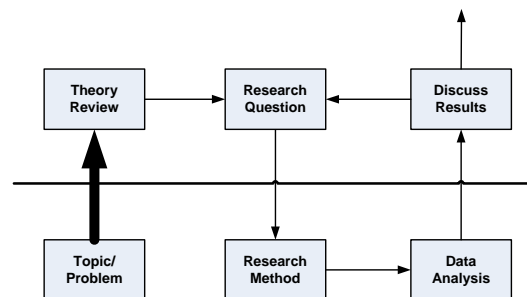 Theory
Review
Research
Question
Discuss
Results
Topic/
Problem
Research
Method
Data
Analysis